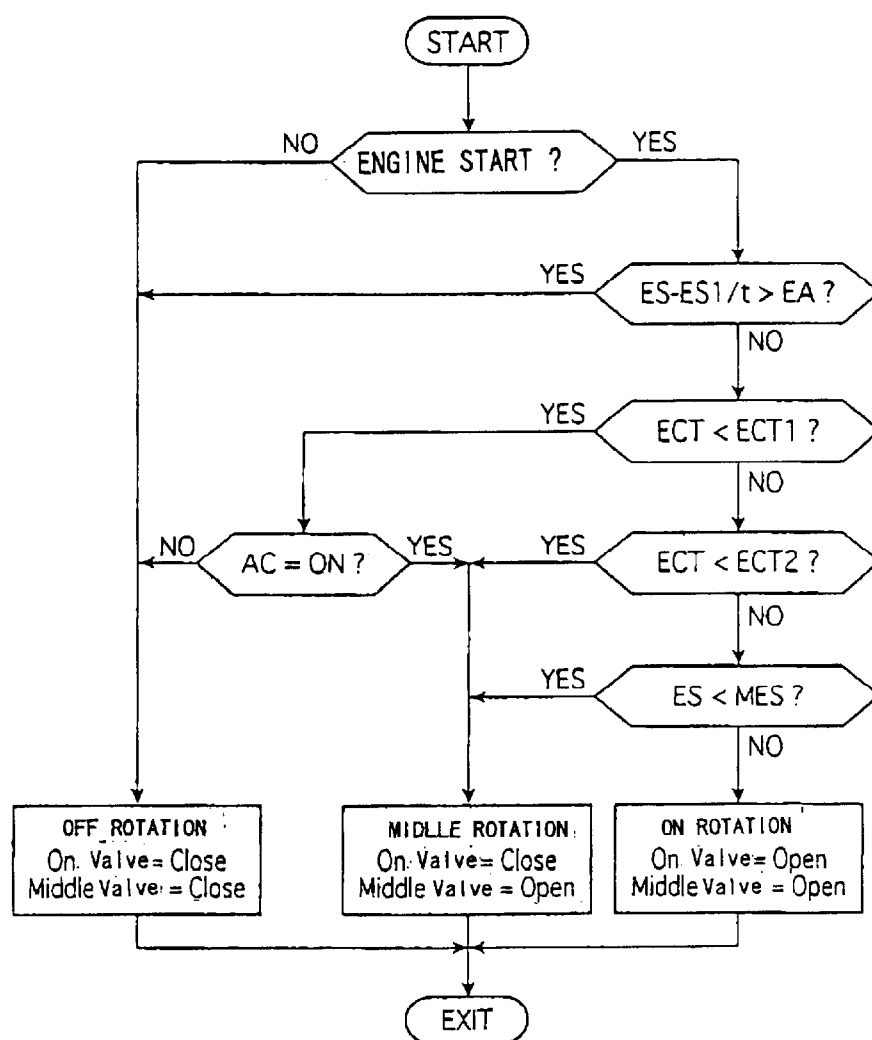 START
NO
YES
ENGINE START ?
YES
ES-ES1/t > EA ?
NO
YES
ECT < ECT1 ?
NO
NO
AC = ON ?
YES
YES
ECT < ECT2 ?
NO
YES
ES < MES ?
NO
OFF ROTATION
On Valve = Close
Middle Valve = Close
MIDLLE ROTATION
On Valve = Close
Middle Valve = Open
ON ROTATION
On Valve = Open
Middle Valve = Open
EXIT